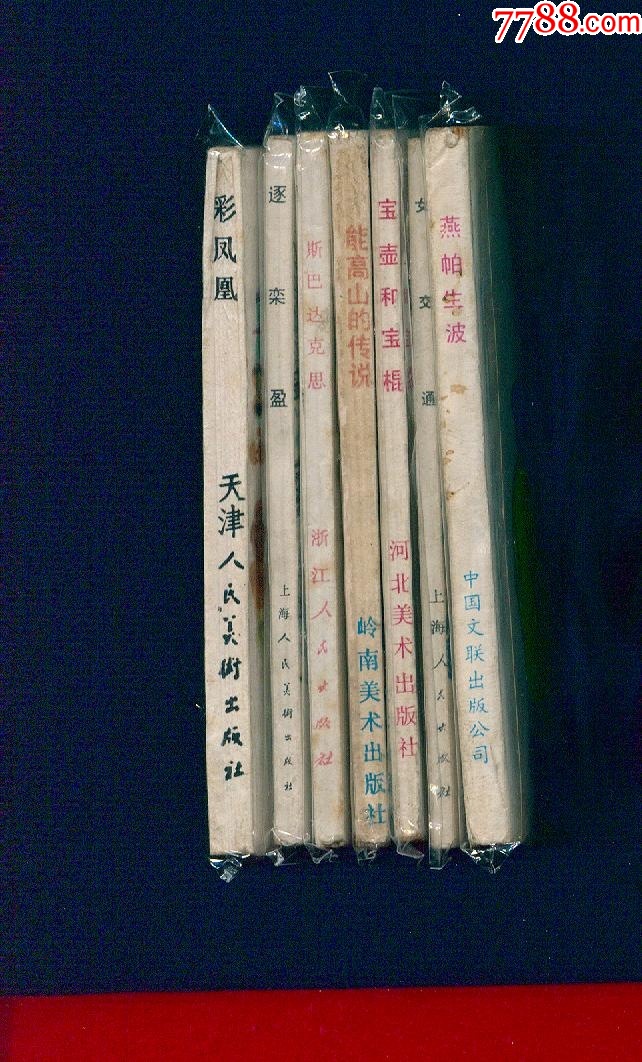 7788.com
彩凤凰
天津人民美術出版社
逐栾盈
上海人民美術出版社
斯巴达克思
浙江人民出版社
能高山的传说
岭南美术出版社
宝壶和宝棍
河北美术出版社
女交通
上海人民出版社
燕帕生波
中国文联出版公司